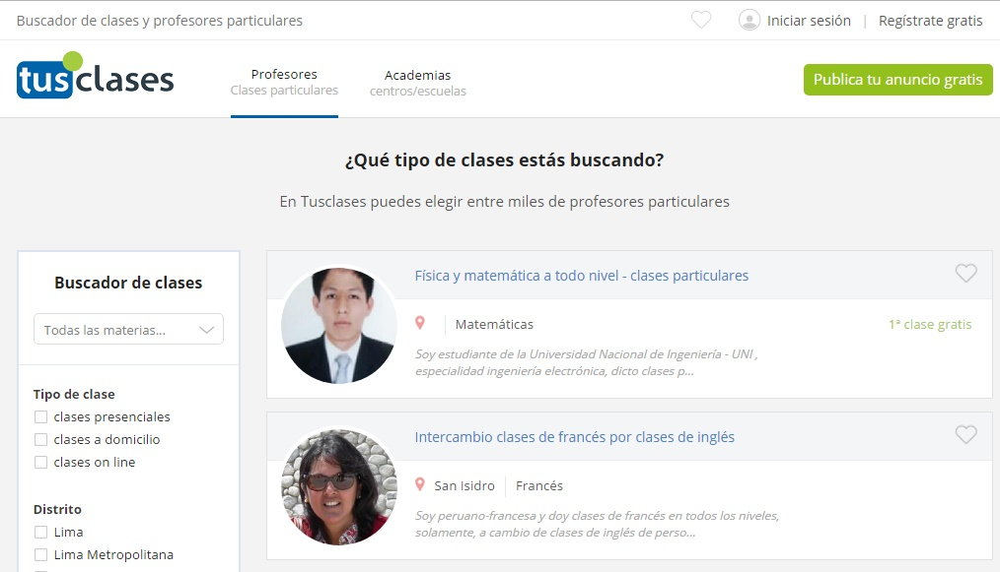 Buscador de clases y profesores particulares
Iniciar sesión | Regístrate gratis
tusclases
Profesores
Clases particulares
Academias
centros/escuelas
Publica tu anuncio gratis
¿Qué tipo de clases estás buscando?
En Tusclases puedes elegir entre miles de profesores particulares
Buscador de clases
Todas las materias...
Tipo de clase
clases presenciales
clases a domicilio
clases on line
Distrito
Lima
Lima Metropolitana
Física y matemática a todo nivel - clases particulares
Matemáticas
1ª clase gratis
Soy estudiante de la Universidad Nacional de Ingeniería - UNI ,
especialidad ingeniería electrónica, dicto clases p...
Intercambio clases de francés por clases de inglés
San Isidro
Francés
Soy peruano-francesa y doy clases de francés en todos los niveles,
solamente, a cambio de clases de inglés de perso...